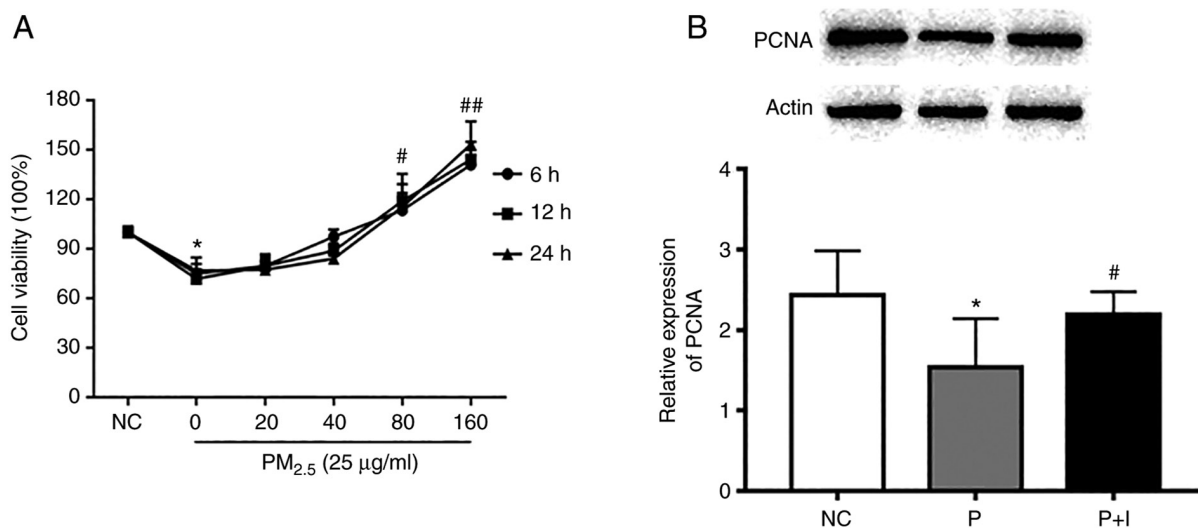 A
180
150
120
90
60
30
0
Cell viability (100%)
*
#
##
6 h
12 h
24 h
NC 0 20 40 80 160
PM2.5 (25 µg/ml)
B
PCNA
Actin
4
3
2
1
0
Relative expression
of PCNA
*
#
NC P P+I